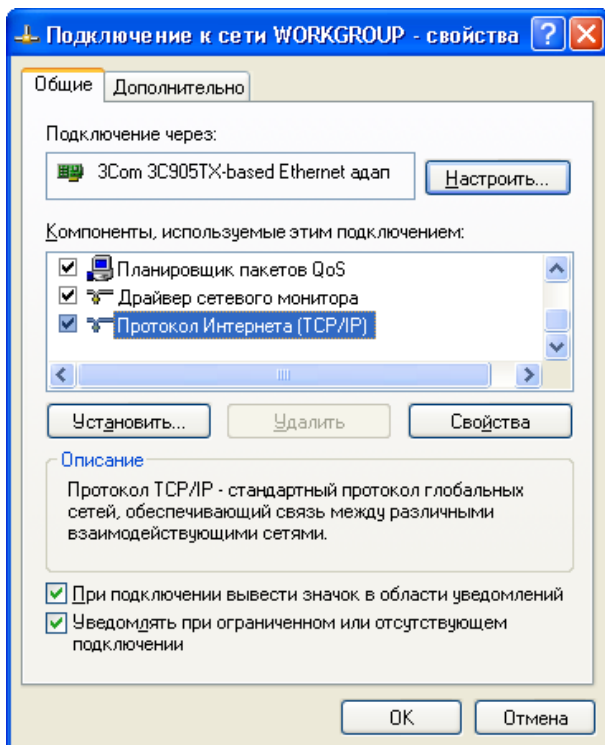 Подключение к сети WORKGROUP - свойства
Общие
Дополнительно
Подключение через:
3Com 3C905TX-based Ethernet адап
Настроить...
Компоненты, используемые этим подключением:
Планировщик пакетов QoS
Драйвер сетевого монитора
Протокол Интернета (TCP/IP)
Установить...
Удалить
Свойства
Описание
Протокол TCP/IP - стандартный протокол глобальных
сетей, обеспечивающий связь между различными
взаимодействующими сетями.
При подключении вывести значок в области уведомлений
Уведомлять при ограниченном или отсутствующем
подключении
OK
Отмена